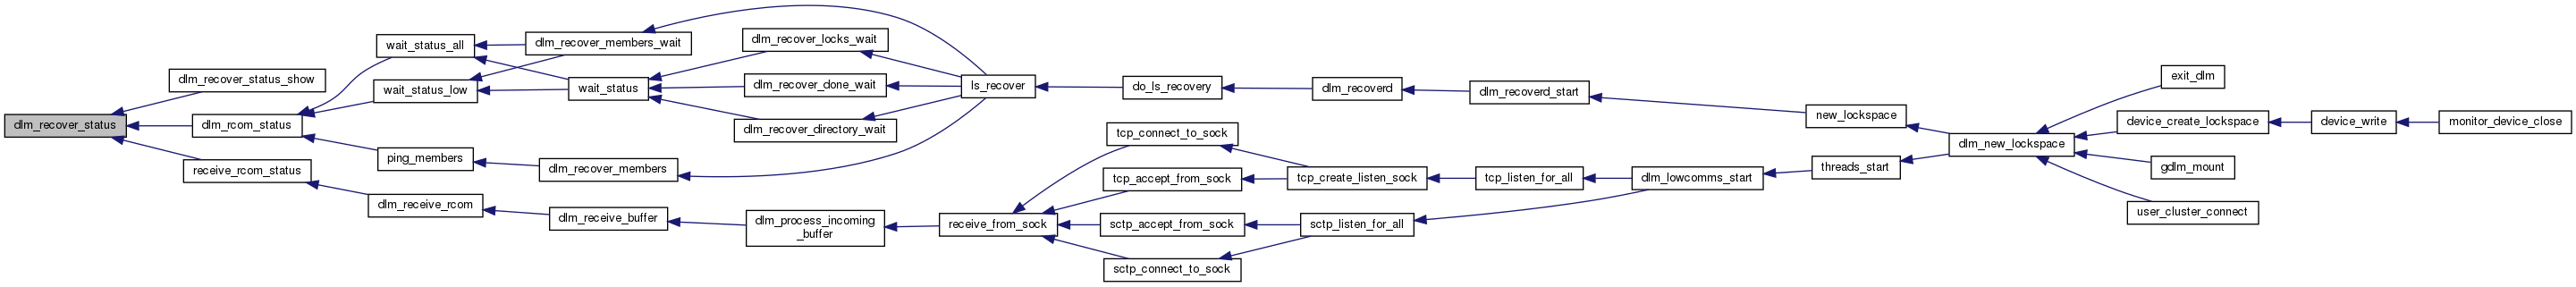 dlm_recover_status
dlm_recover_status_show
dlm_rcom_status
receive_rcom_status
wait_status_all
wait_status_low
ping_members
dlm_receive_rcom
dlm_recover_members_wait
wait_status
dlm_recover_members
dlm_receive_buffer
dlm_recover_locks_wait
dlm_recover_done_wait
dlm_recover_directory_wait
dlm_process_incoming
_buffer
ls_recover
receive_from_sock
do_ls_recovery
tcp_connect_to_sock
tcp_accept_from_sock
sctp_accept_from_sock
sctp_connect_to_sock
dlm_recoverd
tcp_create_listen_sock
sctp_listen_for_all
dlm_recoverd_start
tcp_listen_for_all
dlm_lowcomms_start
new_lockspace
threads_start
dlm_new_lockspace
exit_dlm
device_create_lockspace
gdlm_mount
user_cluster_connect
device_write
monitor_device_close